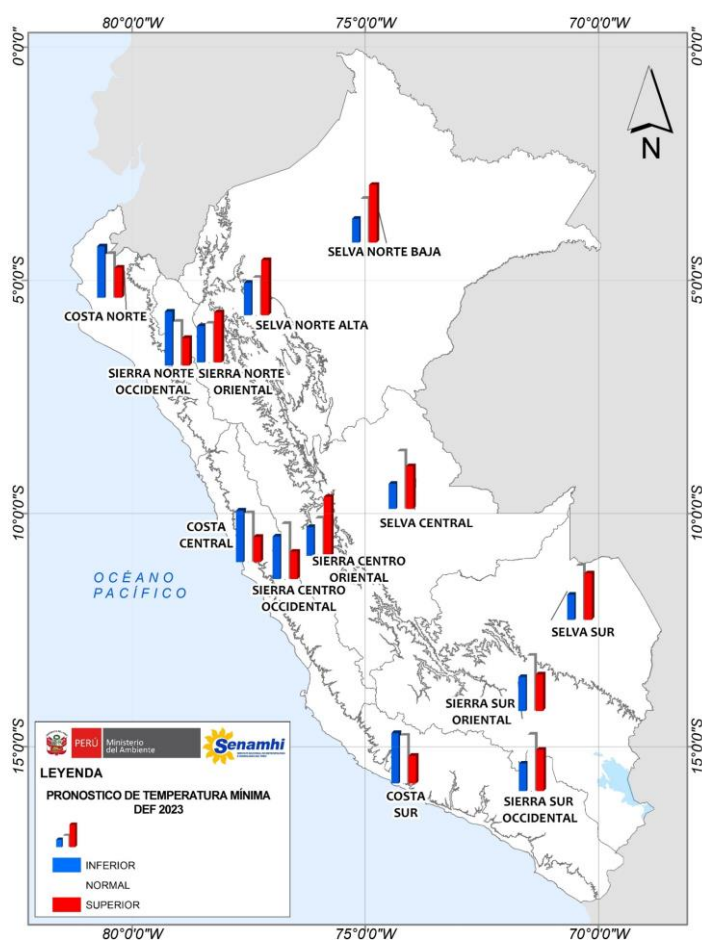 80°0'0"W
75°0'0"W
70°0'0"W
0°0'0"
0°0'0"
N
SELVA NORTE BAJA
5°0'0"S
5°0'0"S
COSTA NORTE
SELVA NORTE ALTA
SIERRA NORTE
OCCIDENTAL
SIERRA NORTE
ORIENTAL
10°0'0"S
10°0'0"S
SELVA CENTRAL
COSTA
CENTRAL
SIERRA CENTRO
ORIENTAL
SIERRA CENTRO
OCCIDENTAL
OCÉANO
PACÍFICO
SELVA SUR
SIERRA SUR
ORIENTAL
15°0'0"S
15°0'0"S
COSTA
SUR
SIERRA SUR
OCCIDENTAL
PERÚ
Ministerio
del Ambiente
Senamhi
LEYENDA
PRONOSTICO DE TEMPERATURA MÍNIMA
DEF 2023
INFERIOR
NORMAL
SUPERIOR
80°0'0"W
75°0'0"W
70°0'0"W